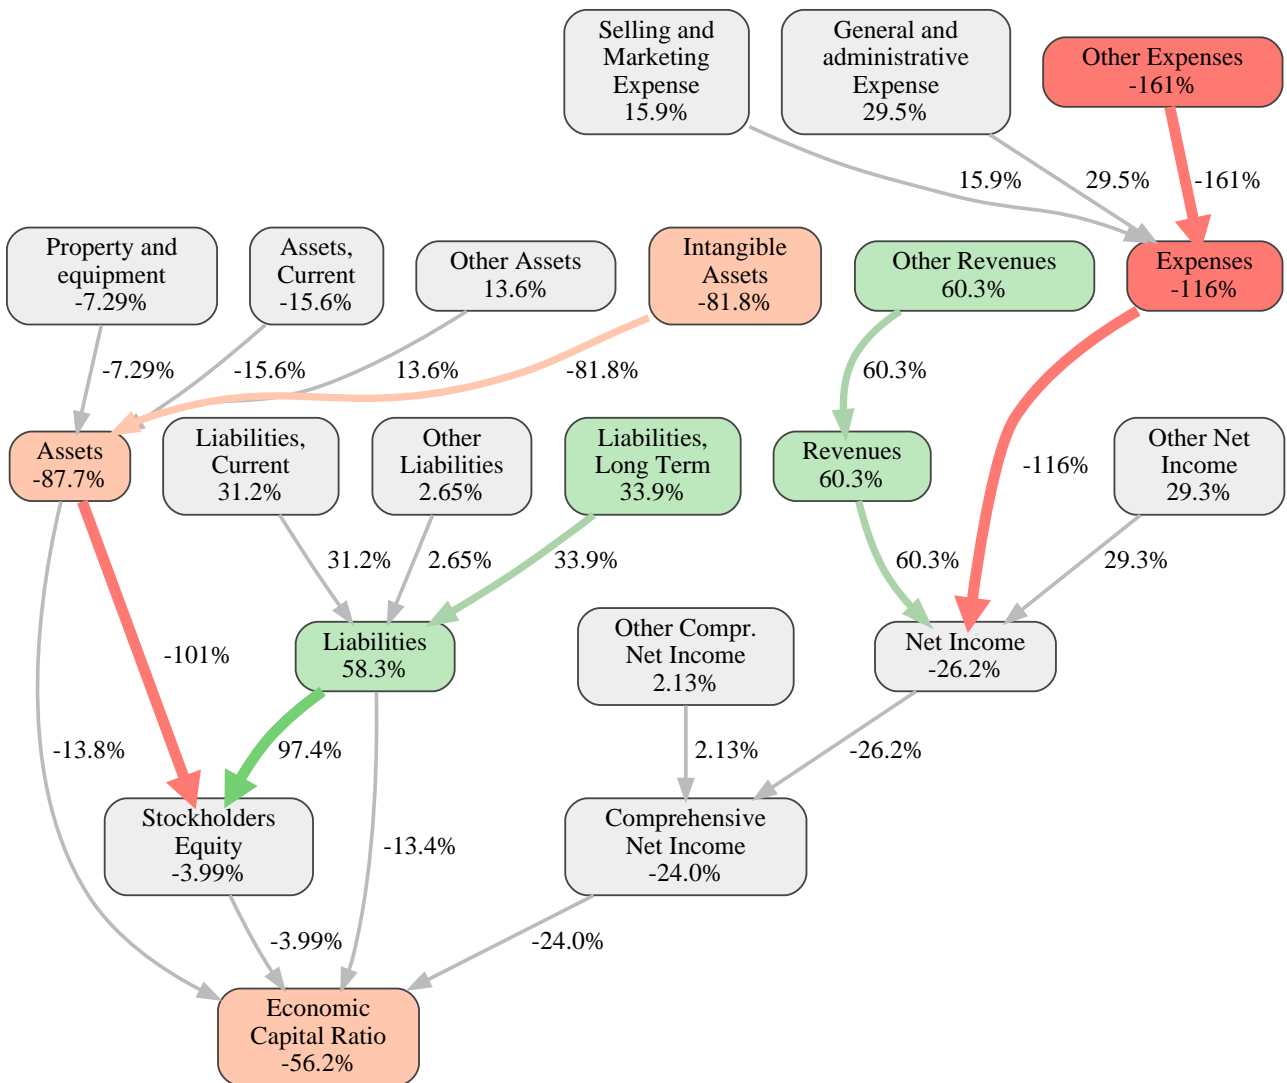 Selling and
Marketing
Expense
15.9%
General and
administrative
Expense
29.5%
Other Expenses
-161%
15.9%
29.5%
-161%
Property and
equipment
-7.29%
Assets,
Current
-15.6%
Other Assets
13.6%
Intangible
Assets
-81.8%
Other Revenues
60.3%
Expenses
-116%
-7.29%
-15.6%
13.6%
-81.8%
60.3%
Assets
-87.7%
Liabilities,
Current
31.2%
Other
Liabilities
2.65%
Liabilities,
Long Term
33.9%
Revenues
60.3%
-116%
Other Net
Income
29.3%
31.2%
2.65%
33.9%
60.3%
29.3%
-101%
Liabilities
58.3%
Other Compr.
Net Income
2.13%
Net Income
-26.2%
-13.8%
97.4%
2.13%
-26.2%
Stockholders
Equity
-3.99%
-13.4%
Comprehensive
Net Income
-24.0%
-3.99%
-24.0%
Economic
Capital Ratio
-56.2%